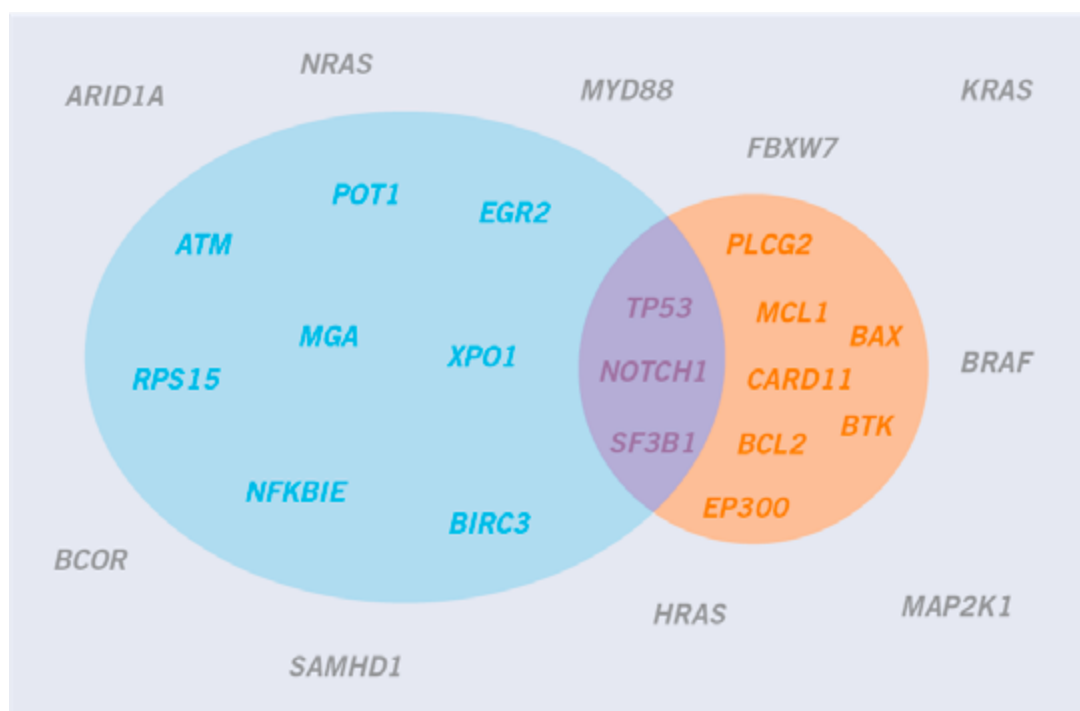 NRAS
ARID1A
MYD88
KRAS
FBXW7
POT1
EGR2
ATM
PLCG2
TP53
MCL1
MGA
BAX
XPO1
BRAF
NOTCH1
RPS15
CARD11
BTK
SF3B1
BCL2
NFKBIE
EP300
BIRC3
BCOR
MAP2K1
HRAS
SAMHD1